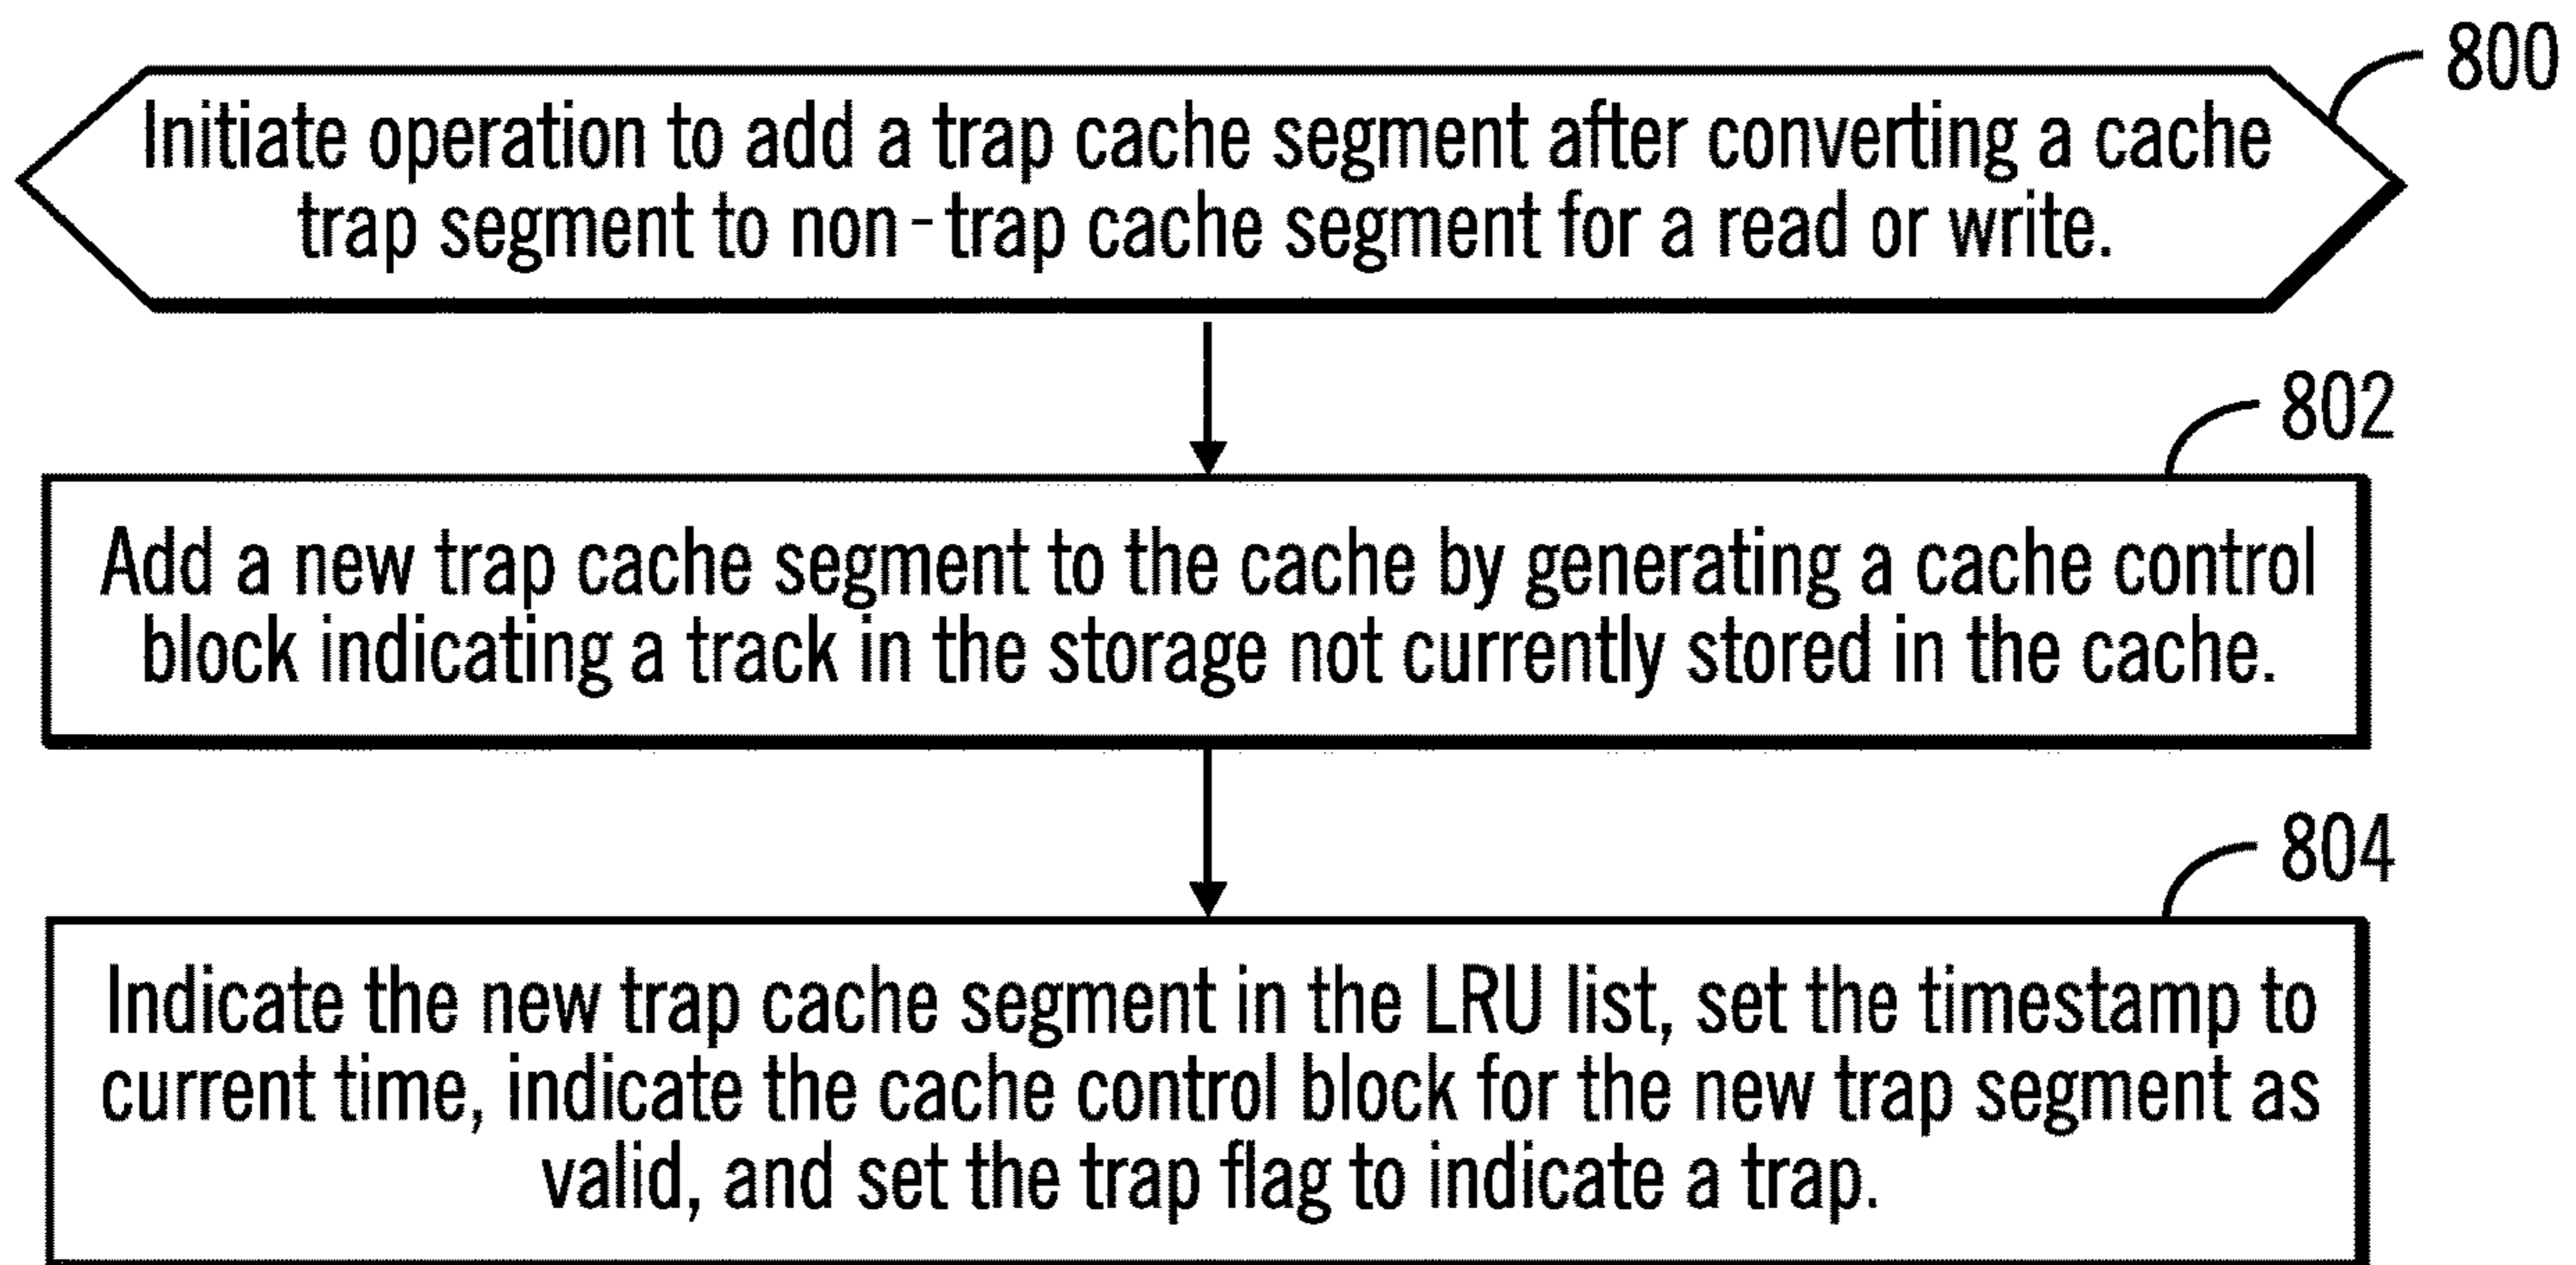 800
Initiate operation to add a trap cache segment after converting a cache
trap segment to non-trap cache segment for a read or write.
802
Add a new trap cache segment to the cache by generating a cache control
block indicating a track in the storage not currently stored in the cache.
804
Indicate the new trap cache segment in the LRU list, set the timestamp to
current time, indicate the cache control block for the new trap segment as
valid, and set the trap flag to indicate a trap.